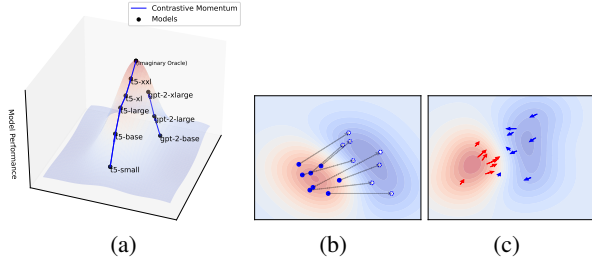 Contrastive Momentum
Models
(Imaginary Oracle)
t5-xxl
gpt-2-xlarge
t5-xl
t5-large
gpt-2-large
t5-base
gpt-2-base
t5-small
Model Performance
(a)
(b)
(c)